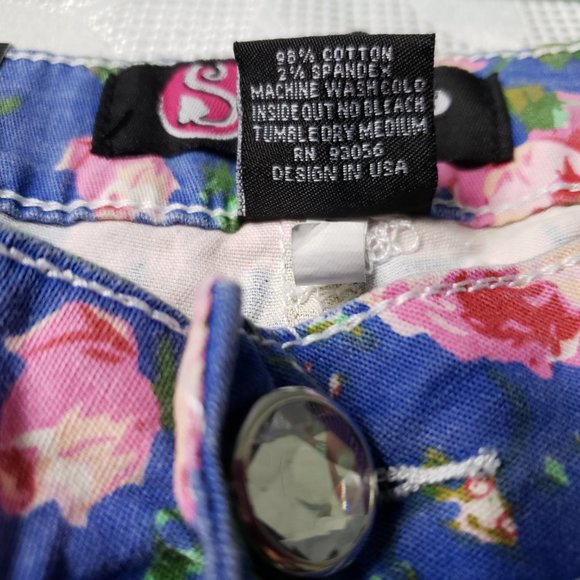 S
98% COTTON
2% SPANDEX
MACHINE WASH COLD
INSIDE OUT NO BLEACH
TUMBLE DRY MEDIUM
RN 93056
DESIGN IN USA